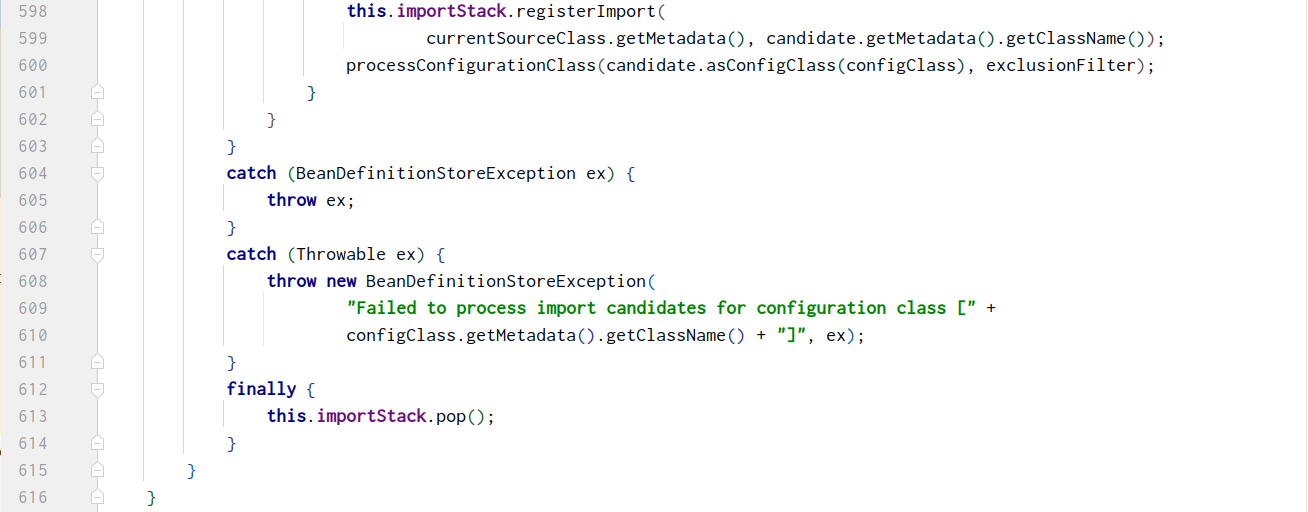 598 this.importStack.registerImport(
599 currentSourceClass.getMetadata(), candidate.getMetadata().getClassName());
600 processConfigurationClass(candidate.asConfigClass(configClass), exclusionFilter);
601 }
602 }
603 }
604 catch (BeanDefinitionStoreException ex) {
605 throw ex;
606 }
607 catch (Throwable ex) {
608 throw new BeanDefinitionStoreException(
609 "Failed to process import candidates for configuration class [" +
610 configClass.getMetadata().getClassName() + "]", ex);
611 }
612 finally {
613 this.importStack.pop();
614 }
615 }
616 }